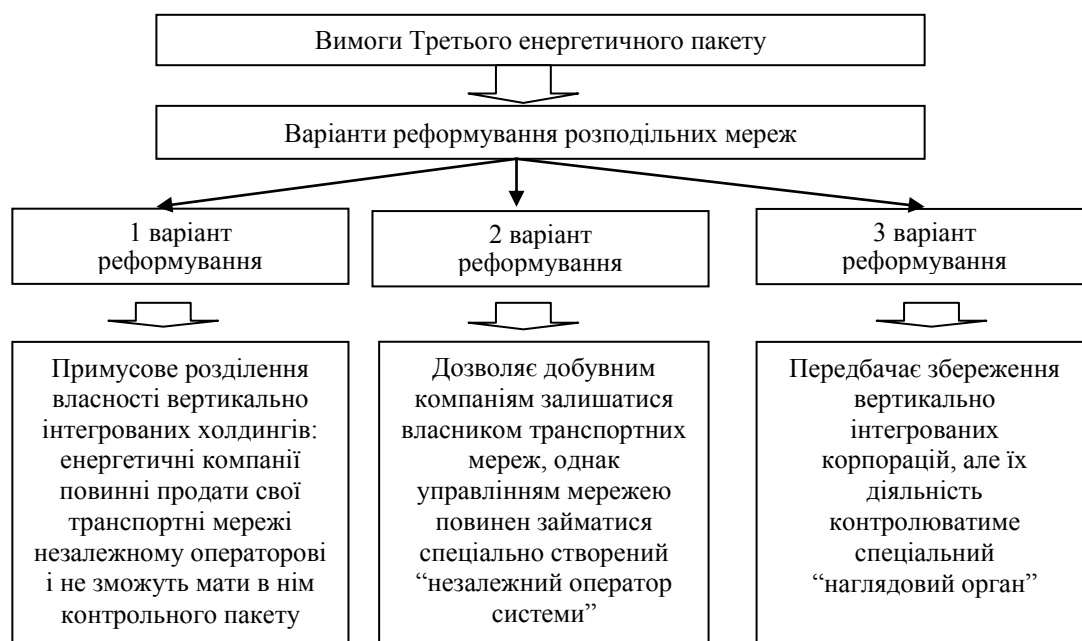 Вимоги Третього енергетичного пакету
Варіанти реформування розподільних мереж
1 варіант
реформування
2 варіант
реформування
3 варіант
реформування
Примусове розділення
власності вертикально
інтегрованих холдингів:
енергетичні компанії
повинні продати свої
транспортні мережі
незалежному операторові
і не зможуть мати в нім
контрольного пакету
Дозволяє добувним
компаніям залишатися
власником транспортних
мереж, однак
управлінням мережею
повинен займатися
спеціально створений
“незалежний оператор
системи”
Передбачає збереження
вертикально
інтегрованих
корпорацій, але їх
діяльність
контролюватиме
спеціальний
“наглядовий орган”